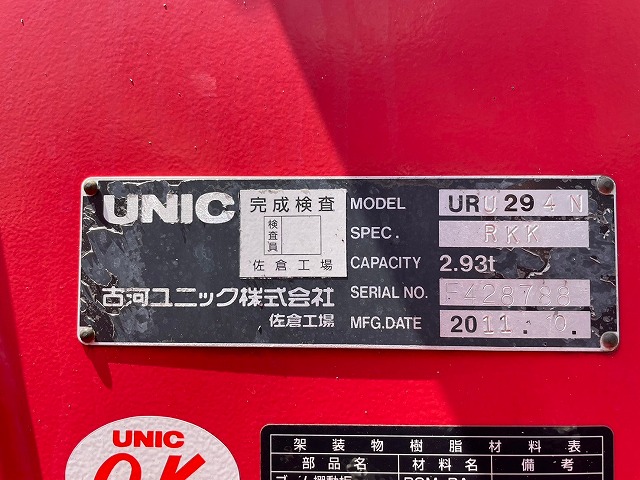 UNIC
完成検査
検査員
佐倉工場
古河ユニック株式会社
佐倉工場
MODEL URU294N
SPEC. RKK
CAPACITY 2.93t
SERIAL NO. F428788
MFG.DATE 2011.10.
UNIC
OK
架装物樹脂材料表
部品名 材料名 備考